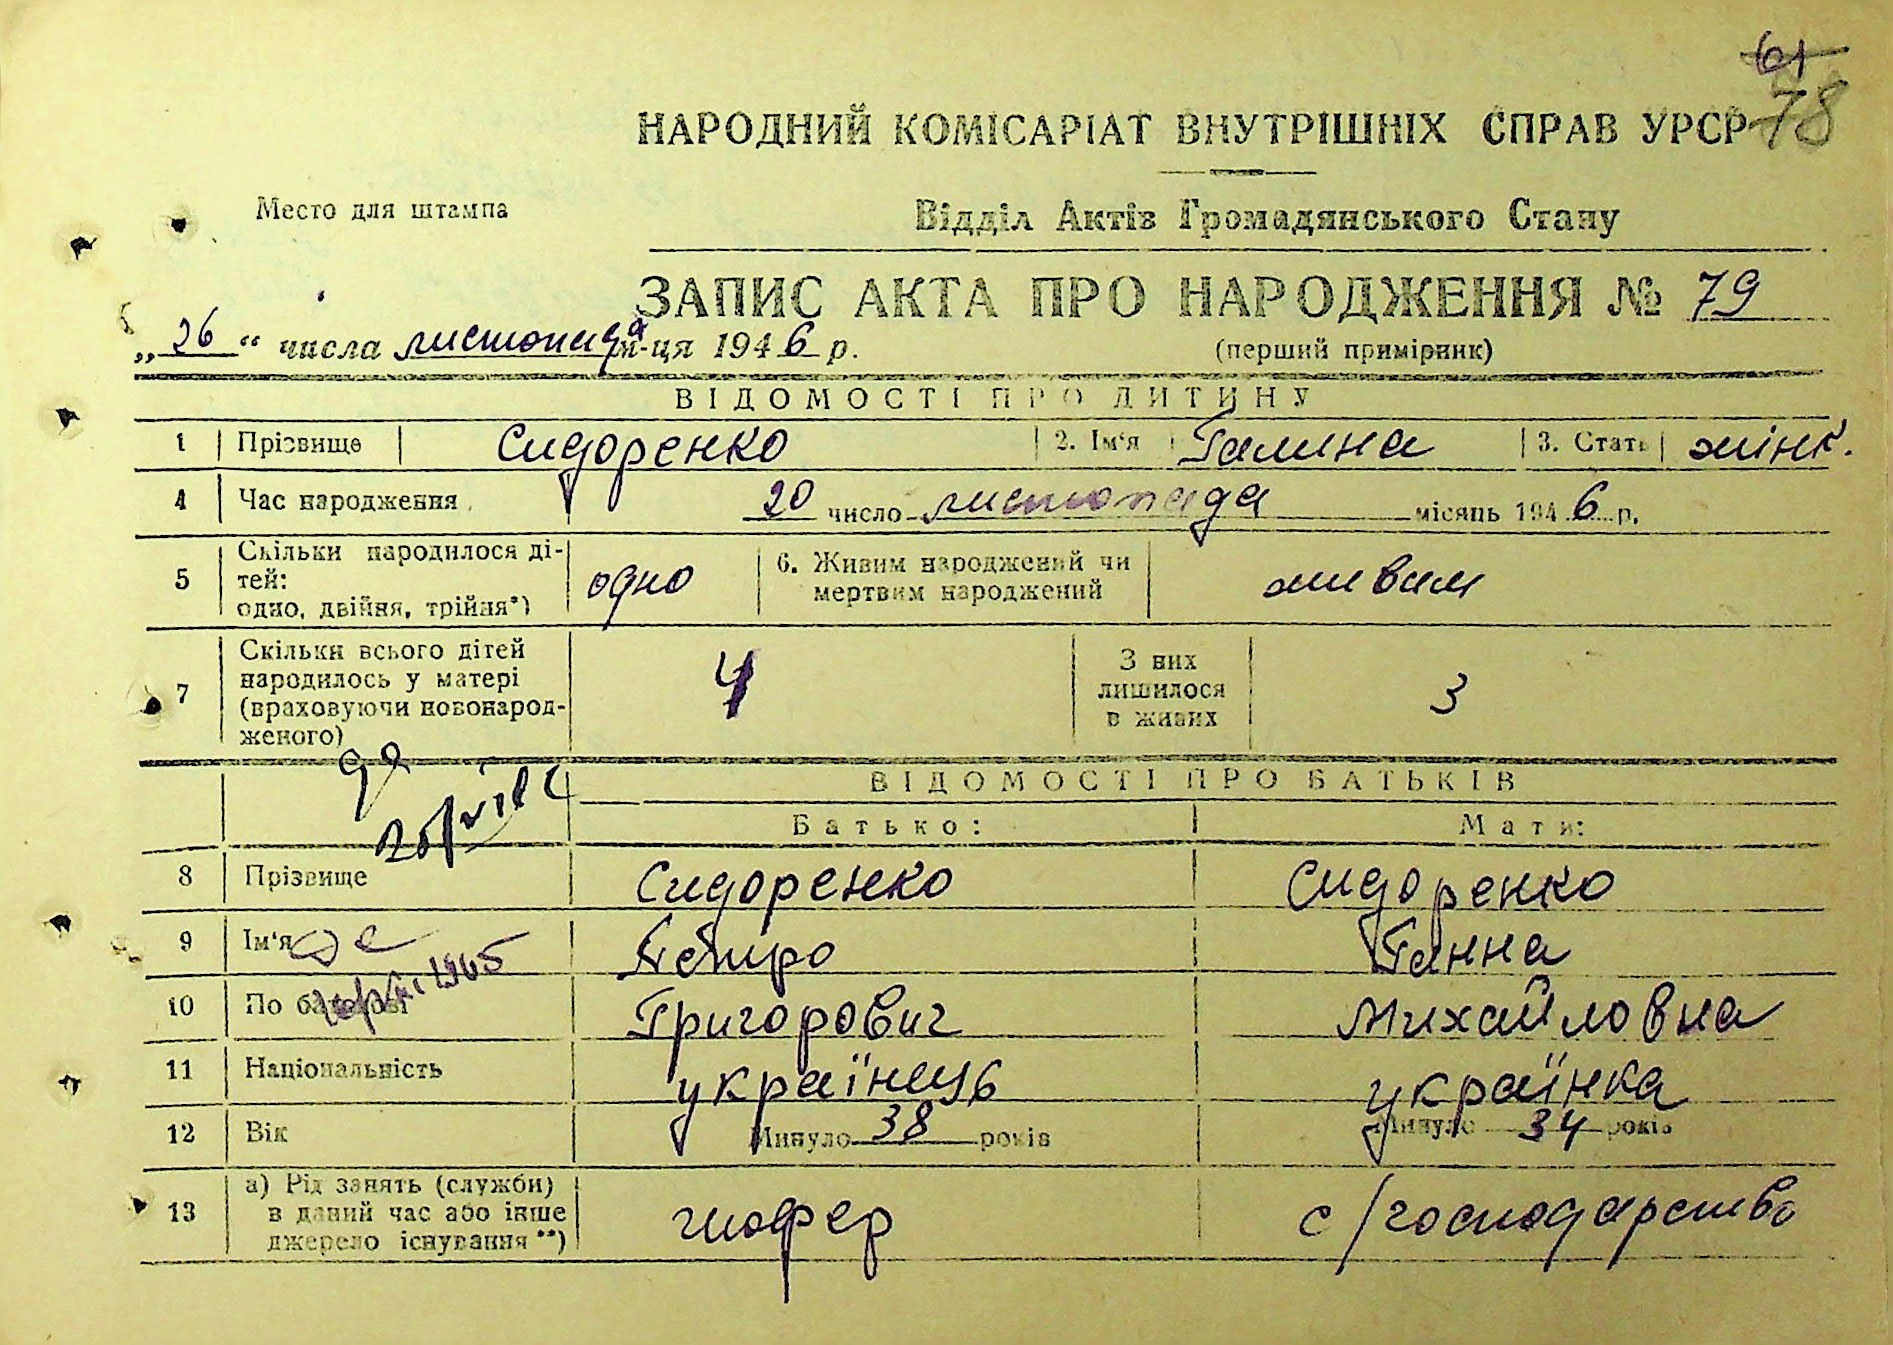 61
78
НАРОДНИЙ КОМІСАРІАТ ВНУТРІШНІХ СПРАВ УРСР
Место для штампа
Відділ Актів Громадянського Стану
ЗАПИС АКТА ПРО НАРОДЖЕННЯ № 79
„26“ числа листопада м-ця 1946 р.
(перший примірник)
ВІДОМОСТІ ПРО ДИТИНУ
1 Прізвище Сидоренко 2. Ім'я Галина 3. Стать жінк.
4 Час народження 20 число листопада місяць 1946 р.
5 Скільки народилося ді-
тей:
одно, двійня, трійня*)
одно
6. Живим народжений чи
мертвим народжений
живим
7 Скільки всього дітей
народилось у матері
(враховуючи новонарод-
женого)
4
З них
лишилося
в живих
3
ВІДОМОСТІ ПРО БАТЬКІВ
Батько: Мати:
8 Прізвище Сидоренко Сидоренко
9 Ім'я Петро Ганна
10 По батькові Григорович Михайловна
11 Національність українець українка
12 Вік Минуло 38 років Минуло 34 років
13 а) Рід занять (служби)
в даний час або інше
джерело існування **)
шофер с/господарство